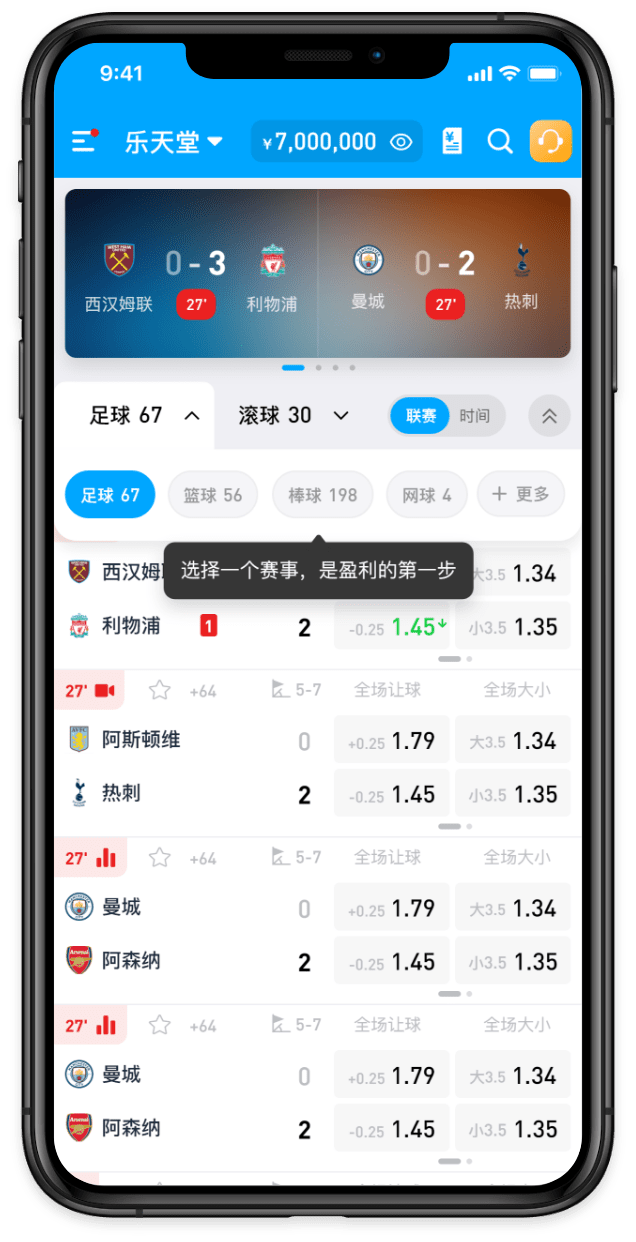 9:41
乐天堂 ¥7,000,000
0 - 3 0 - 2
西汉姆联 27' 利物浦 曼城 27' 热刺
足球 67 滚球 30 联赛 时间
足球 67 篮球 56 棒球 198 网球 4 + 更多
选择一个赛事，是盈利的第一步
西汉姆 大3.5 1.34
利物浦 1 2 -0.25 1.45 小3.5 1.35
27' +64 5-7 全场让球 全场大小
阿斯顿维 0 +0.25 1.79 大3.5 1.34
热刺 2 -0.25 1.45 小3.5 1.35
27' +64 5-7 全场让球 全场大小
曼城 0 +0.25 1.79 大3.5 1.34
阿森纳 2 -0.25 1.45 小3.5 1.35
27' +64 5-7 全场让球 全场大小
曼城 0 +0.25 1.79 大3.5 1.34
阿森纳 2 -0.25 1.45 小3.5 1.35